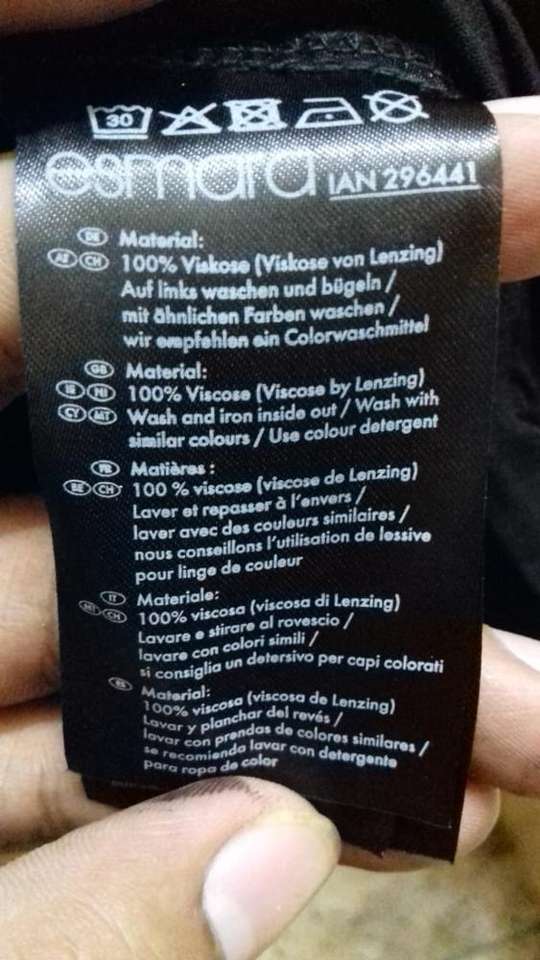 30
esmara IAN 296441
DE Material:
AT CH 100% Viskose (Viskose von Lenzing)
Auf links waschen und bügeln /
mit ähnlichen Farben waschen /
wir empfehlen ein Colorwaschmittel
GB Material:
IE NI 100% Viscose (Viscose by Lenzing)
CY MT Wash and iron inside out / Wash with
similar colours / Use colour detergent
FR Matières :
BE CH 100 % viscose (viscose de Lenzing)
Laver et repasser à l'envers /
laver avec des couleurs similaires /
nous conseillons l'utilisation de lessive
pour linge de couleur
IT Materiale:
MT CH 100% viscosa (viscosa di Lenzing)
Lavare e stirare al rovescio /
lavare con colori simili /
si consiglia un detersivo per capi colorati
ES Material:
100% viscosa (viscosa de Lenzing)
Lavar y planchar del revés /
lavar con prendas de colores similares /
se recomienda lavar con detergente
para ropa de color